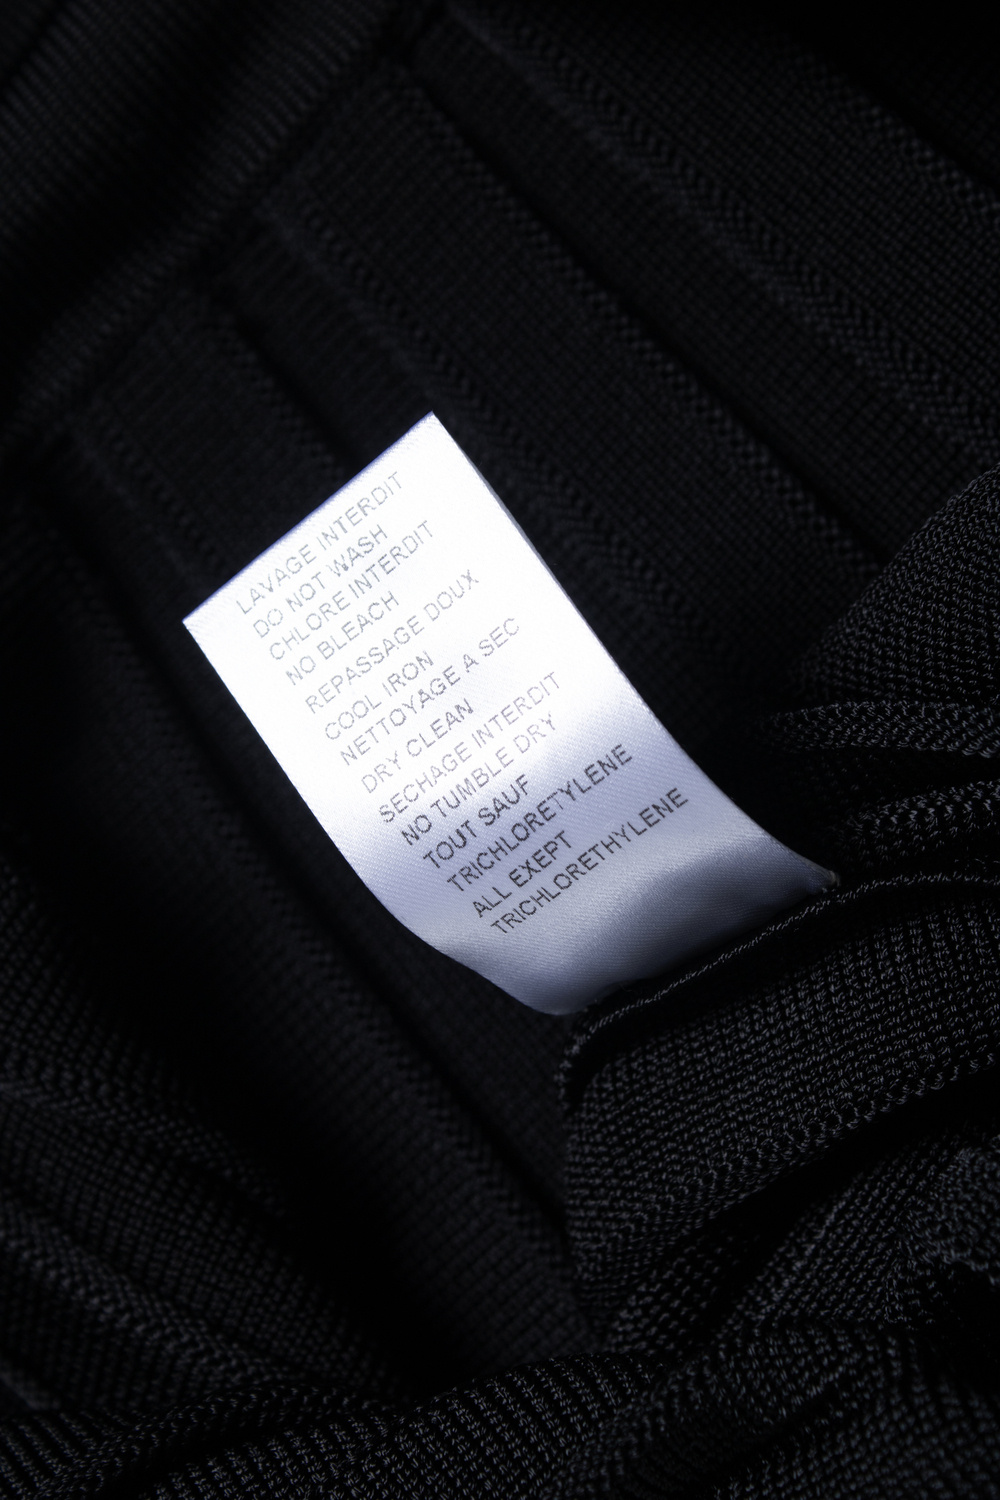 LAVAGE INTERDIT
DO NOT WASH
CHLORE INTERDIT
NO BLEACH
REPASSAGE DOUX
COOL IRON
NETTOYAGE A SEC
DRY CLEAN
SECHAGE INTERDIT
NO TUMBLE DRY
TOUT SAUF
TRICHLORETYLENE
ALL EXEPT
TRICHLORETHYLENE